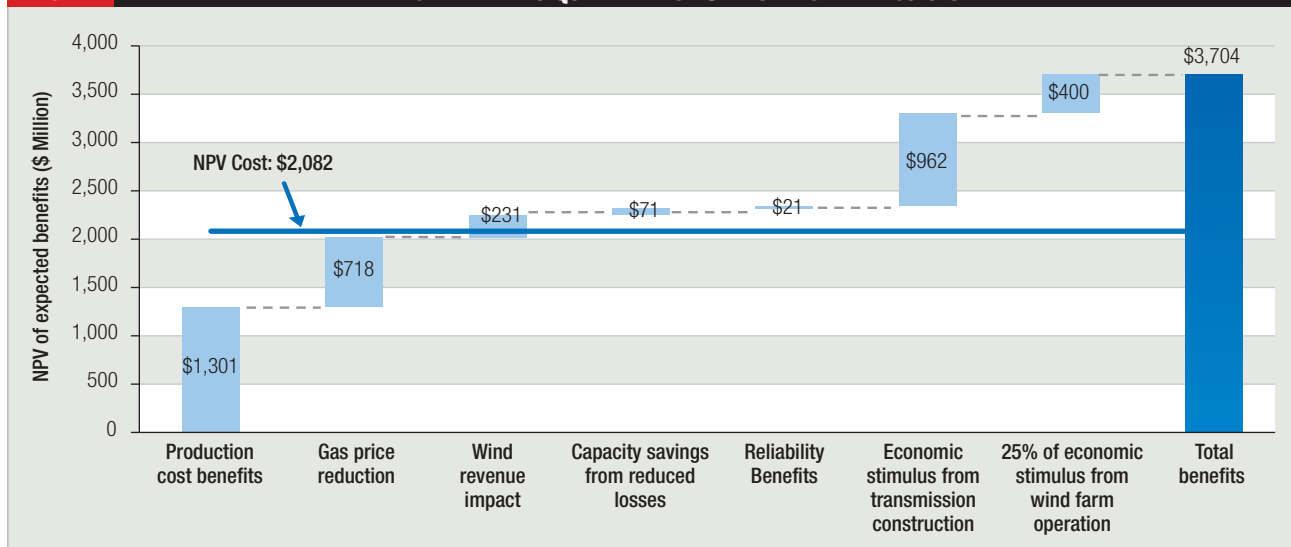 4,000
3,500
3,000
2,500
2,000
1,500
1,000
500
0
NPV of expected benefits ($ Million)
NPV Cost: $2,082
$1,301
$718
$231
$71
$21
$962
$400
$3,704
Production
cost benefits
Gas price
reduction
Wind
revenue
impact
Capacity savings
from reduced
losses
Reliability
Benefits
Economic
stimulus from
transmission
construction
25% of economic
stimulus from
wind farm
operation
Total
benefits